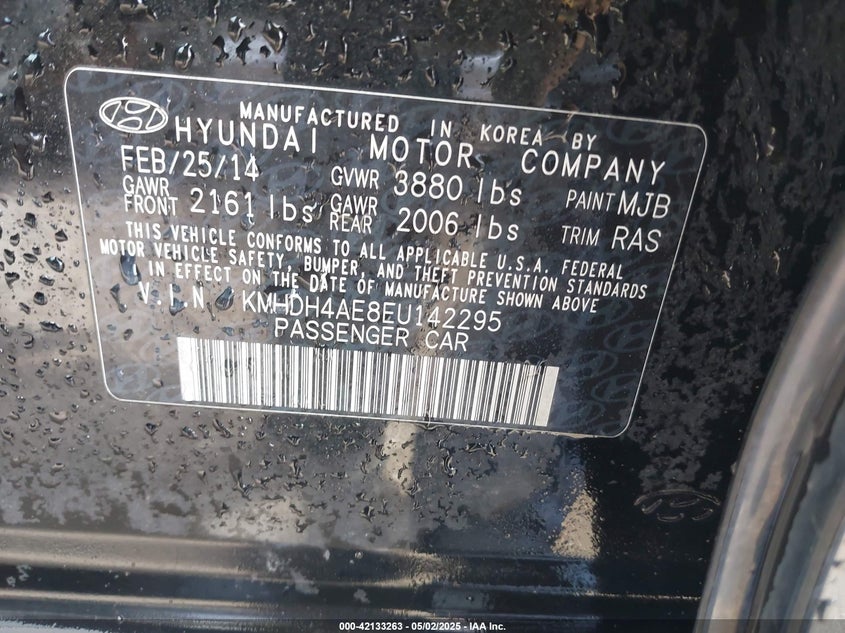 MANUFACTURED IN KOREA BY
HYUNDAI MOTOR COMPANY
FEB/25/14 GVWR 3880 lbs PAINT MJB
GAWR FRONT 2161 lbs GAWR REAR 2006 lbs TRIM RAS
THIS VEHICLE CONFORMS TO ALL APPLICABLE U.S.A. FEDERAL
MOTOR VEHICLE SAFETY, BUMPER, AND THEFT PREVENTION STANDARDS
IN EFFECT ON THE DATE OF MANUFACTURE SHOWN ABOVE
V.I.N. KMHDH4AE8EU142295
PASSENGER CAR
000-42133263 - 05/02/2025 - IAA Inc.